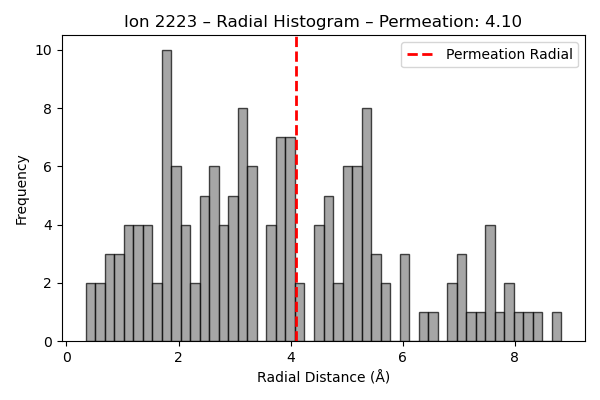 Ion 2223 – Radial Histogram – Permeation: 4.10
Permeation Radial
Frequency
10
8
6
4
2
0
0 2 4 6 8
Radial Distance (Å)